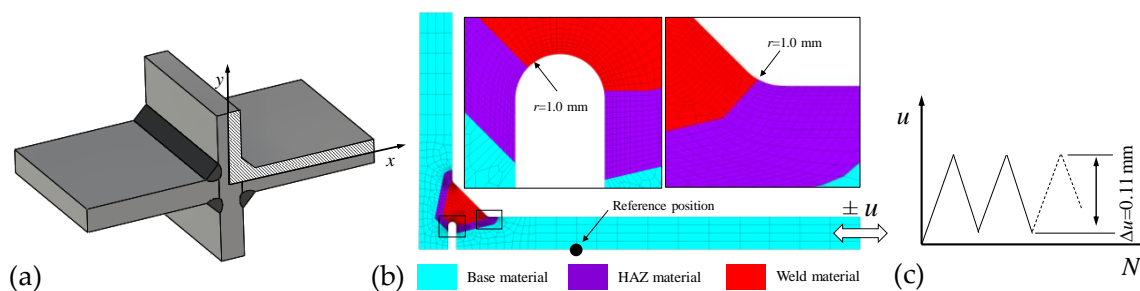 (a)
y
x
(b)
r=1.0 mm
r=1.0 mm
Reference position
± u
Base material
HAZ material
Weld material
(c)
u
Δu=0.11 mm
N